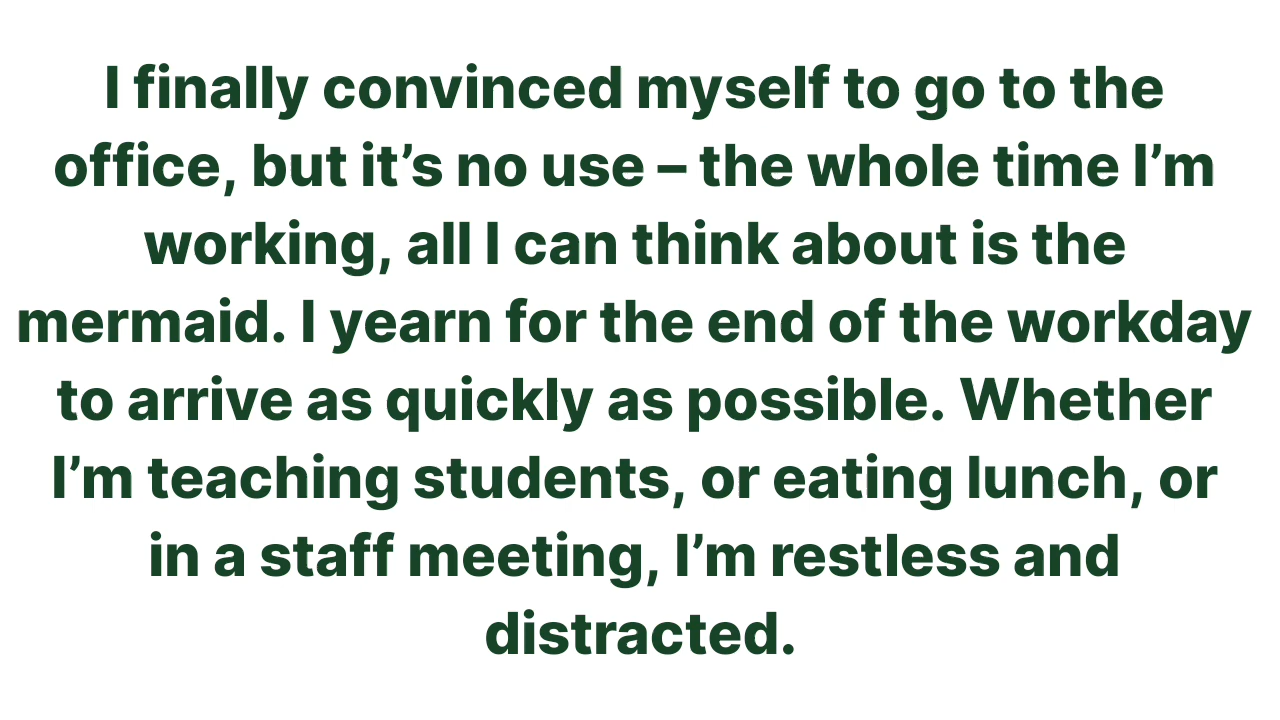 I finally convinced myself to go to the
office, but it’s no use – the whole time I’m
working, all I can think about is the
mermaid. I yearn for the end of the workday
to arrive as quickly as possible. Whether
I’m teaching students, or eating lunch, or
in a staff meeting, I’m restless and
distracted.